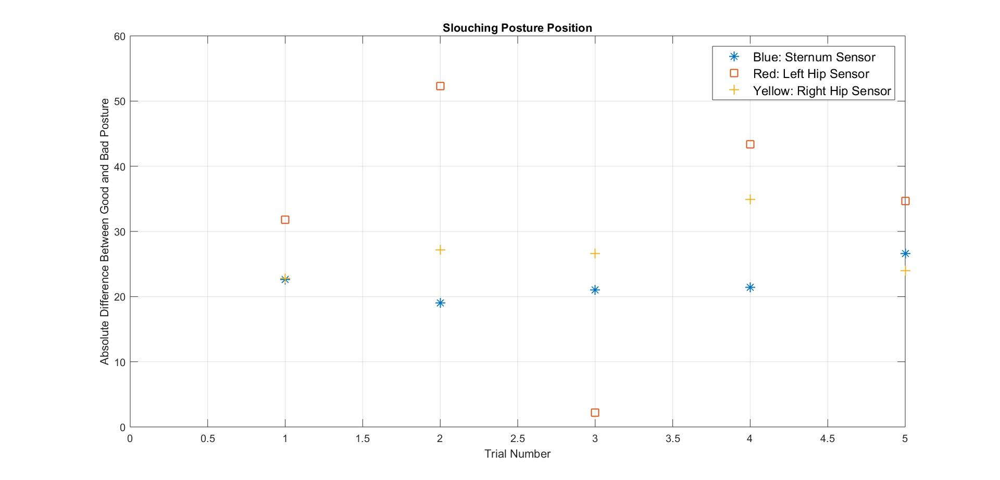 Slouching Posture Position
Blue: Sternum Sensor
Red: Left Hip Sensor
Yellow: Right Hip Sensor
Absolute Difference Between Good and Bad Posture
60
50
40
30
20
10
0
0 0.5 1 1.5 2 2.5 3 3.5 4 4.5 5
Trial Number